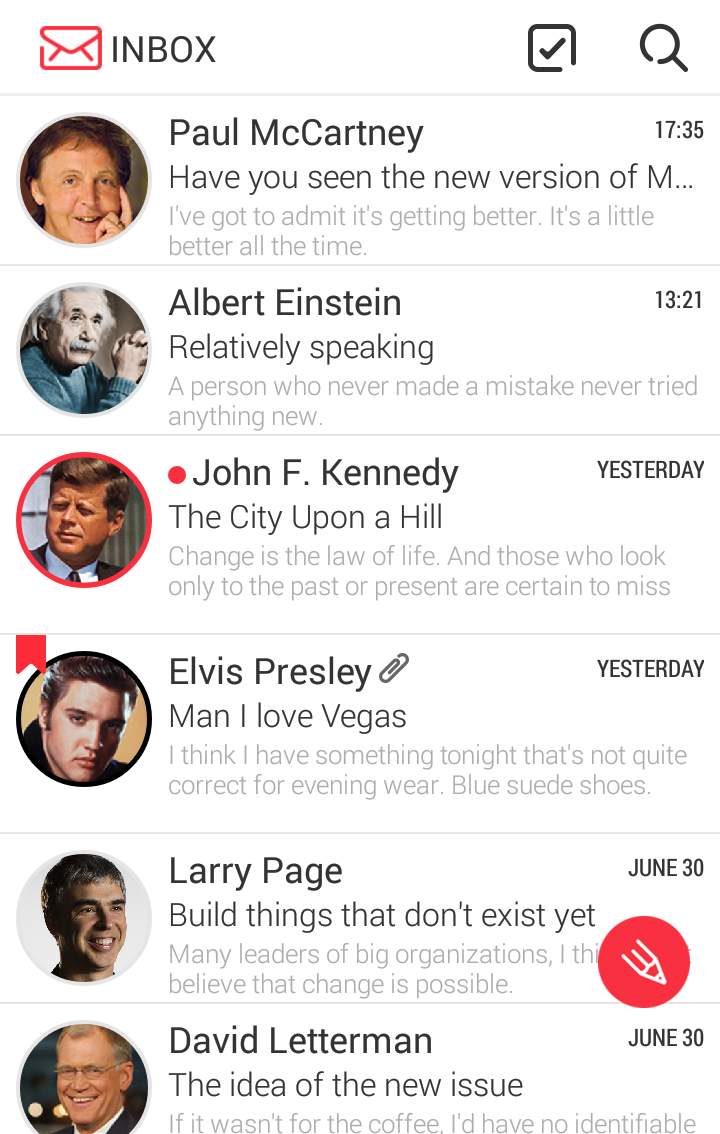 INBOX
Paul McCartney 17:35
Have you seen the new version of M...
I've got to admit it's getting better. It's a little
better all the time.
Albert Einstein 13:21
Relatively speaking
A person who never made a mistake never tried
anything new.
John F. Kennedy YESTERDAY
The City Upon a Hill
Change is the law of life. And those who look
only to the past or present are certain to miss
Elvis Presley YESTERDAY
Man I love Vegas
I think I have something tonight that's not quite
correct for evening wear. Blue suede shoes.
Larry Page JUNE 30
Build things that don't exist yet
Many leaders of big organizations, I
believe that change is possible.
David Letterman JUNE 30
The idea of the new issue
If it wasn't for the coffee, I'd have no identifiable